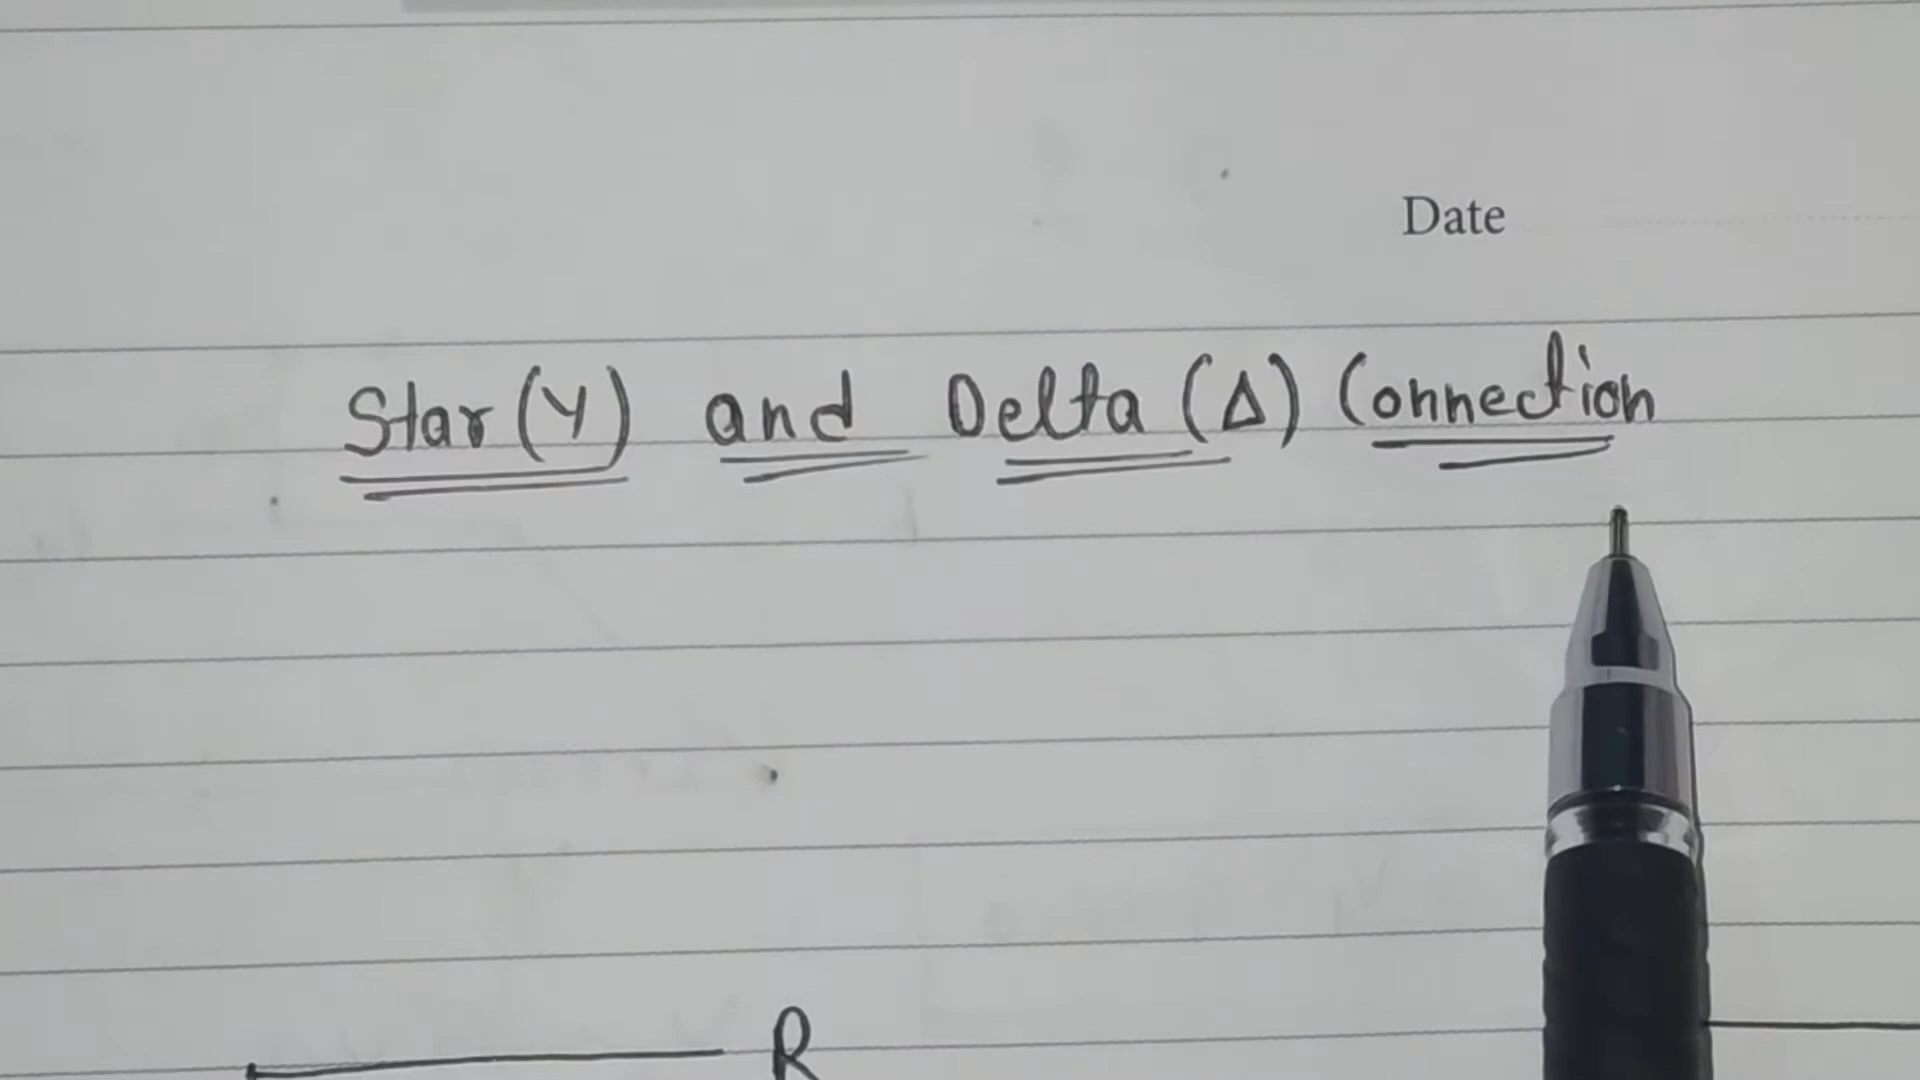 Date
Star (Y) and Delta (Δ) Connection
R